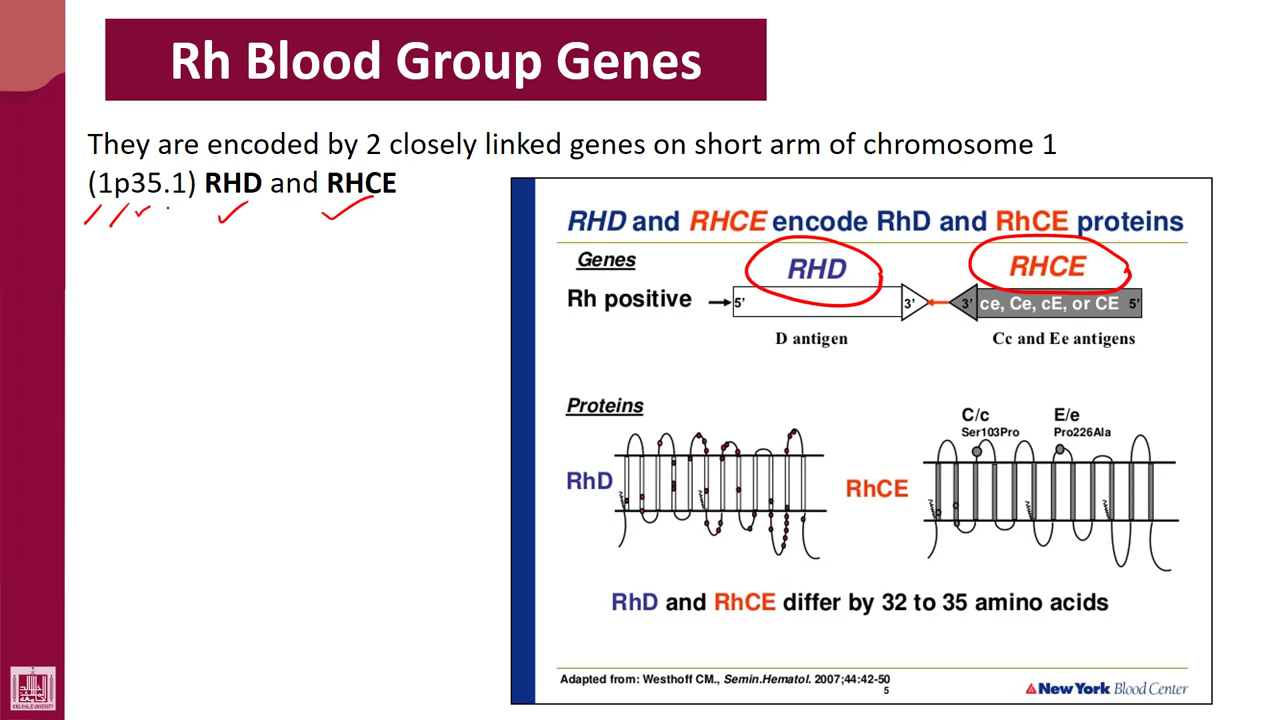 Rh Blood Group Genes
They are encoded by 2 closely linked genes on short arm of chromosome 1
(1p35.1) RHD and RHCE
RHD and RHCE encode RhD and RhCE proteins
Genes
RHD
RHCE
Rh positive
5'
3'
3'
ce, Ce, cE, or CE
5'
D antigen
Cc and Ee antigens
Proteins
C/c
E/e
Ser103Pro
Pro226Ala
RhD
RhCE
RhD and RhCE differ by 32 to 35 amino acids
Adapted from: Westhoff CM., Semin.Hematol. 2007;44:42-50
5
New York Blood Center
KING KHALID UNIVERSITY